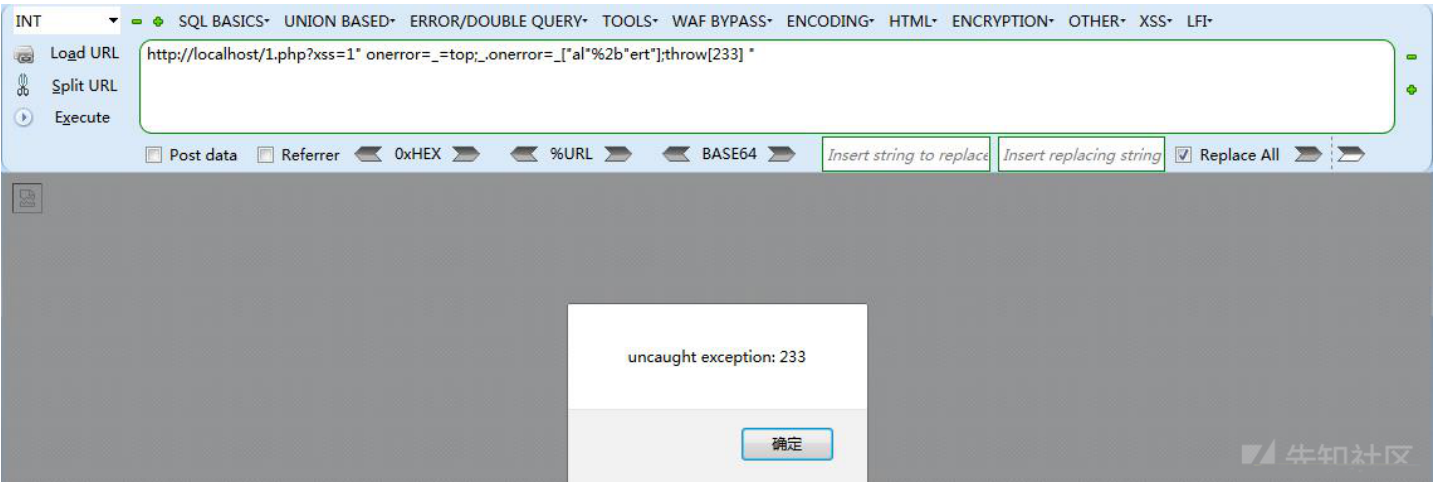 INT SQL BASICS UNION BASED ERROR/DOUBLE QUERY TOOLS WAF BYPASS ENCODING HTML ENCRYPTION OTHER XSS LFI
Load URL http://localhost/1.php?xss=1" onerror=_=top;_.onerror=_["al"%2b"ert"];throw[233] "
Split URL
Execute
Post data Referrer 0xHEX %URL BASE64 Insert string to replace Insert replacing string Replace All
uncaught exception: 233
确定
先知社区